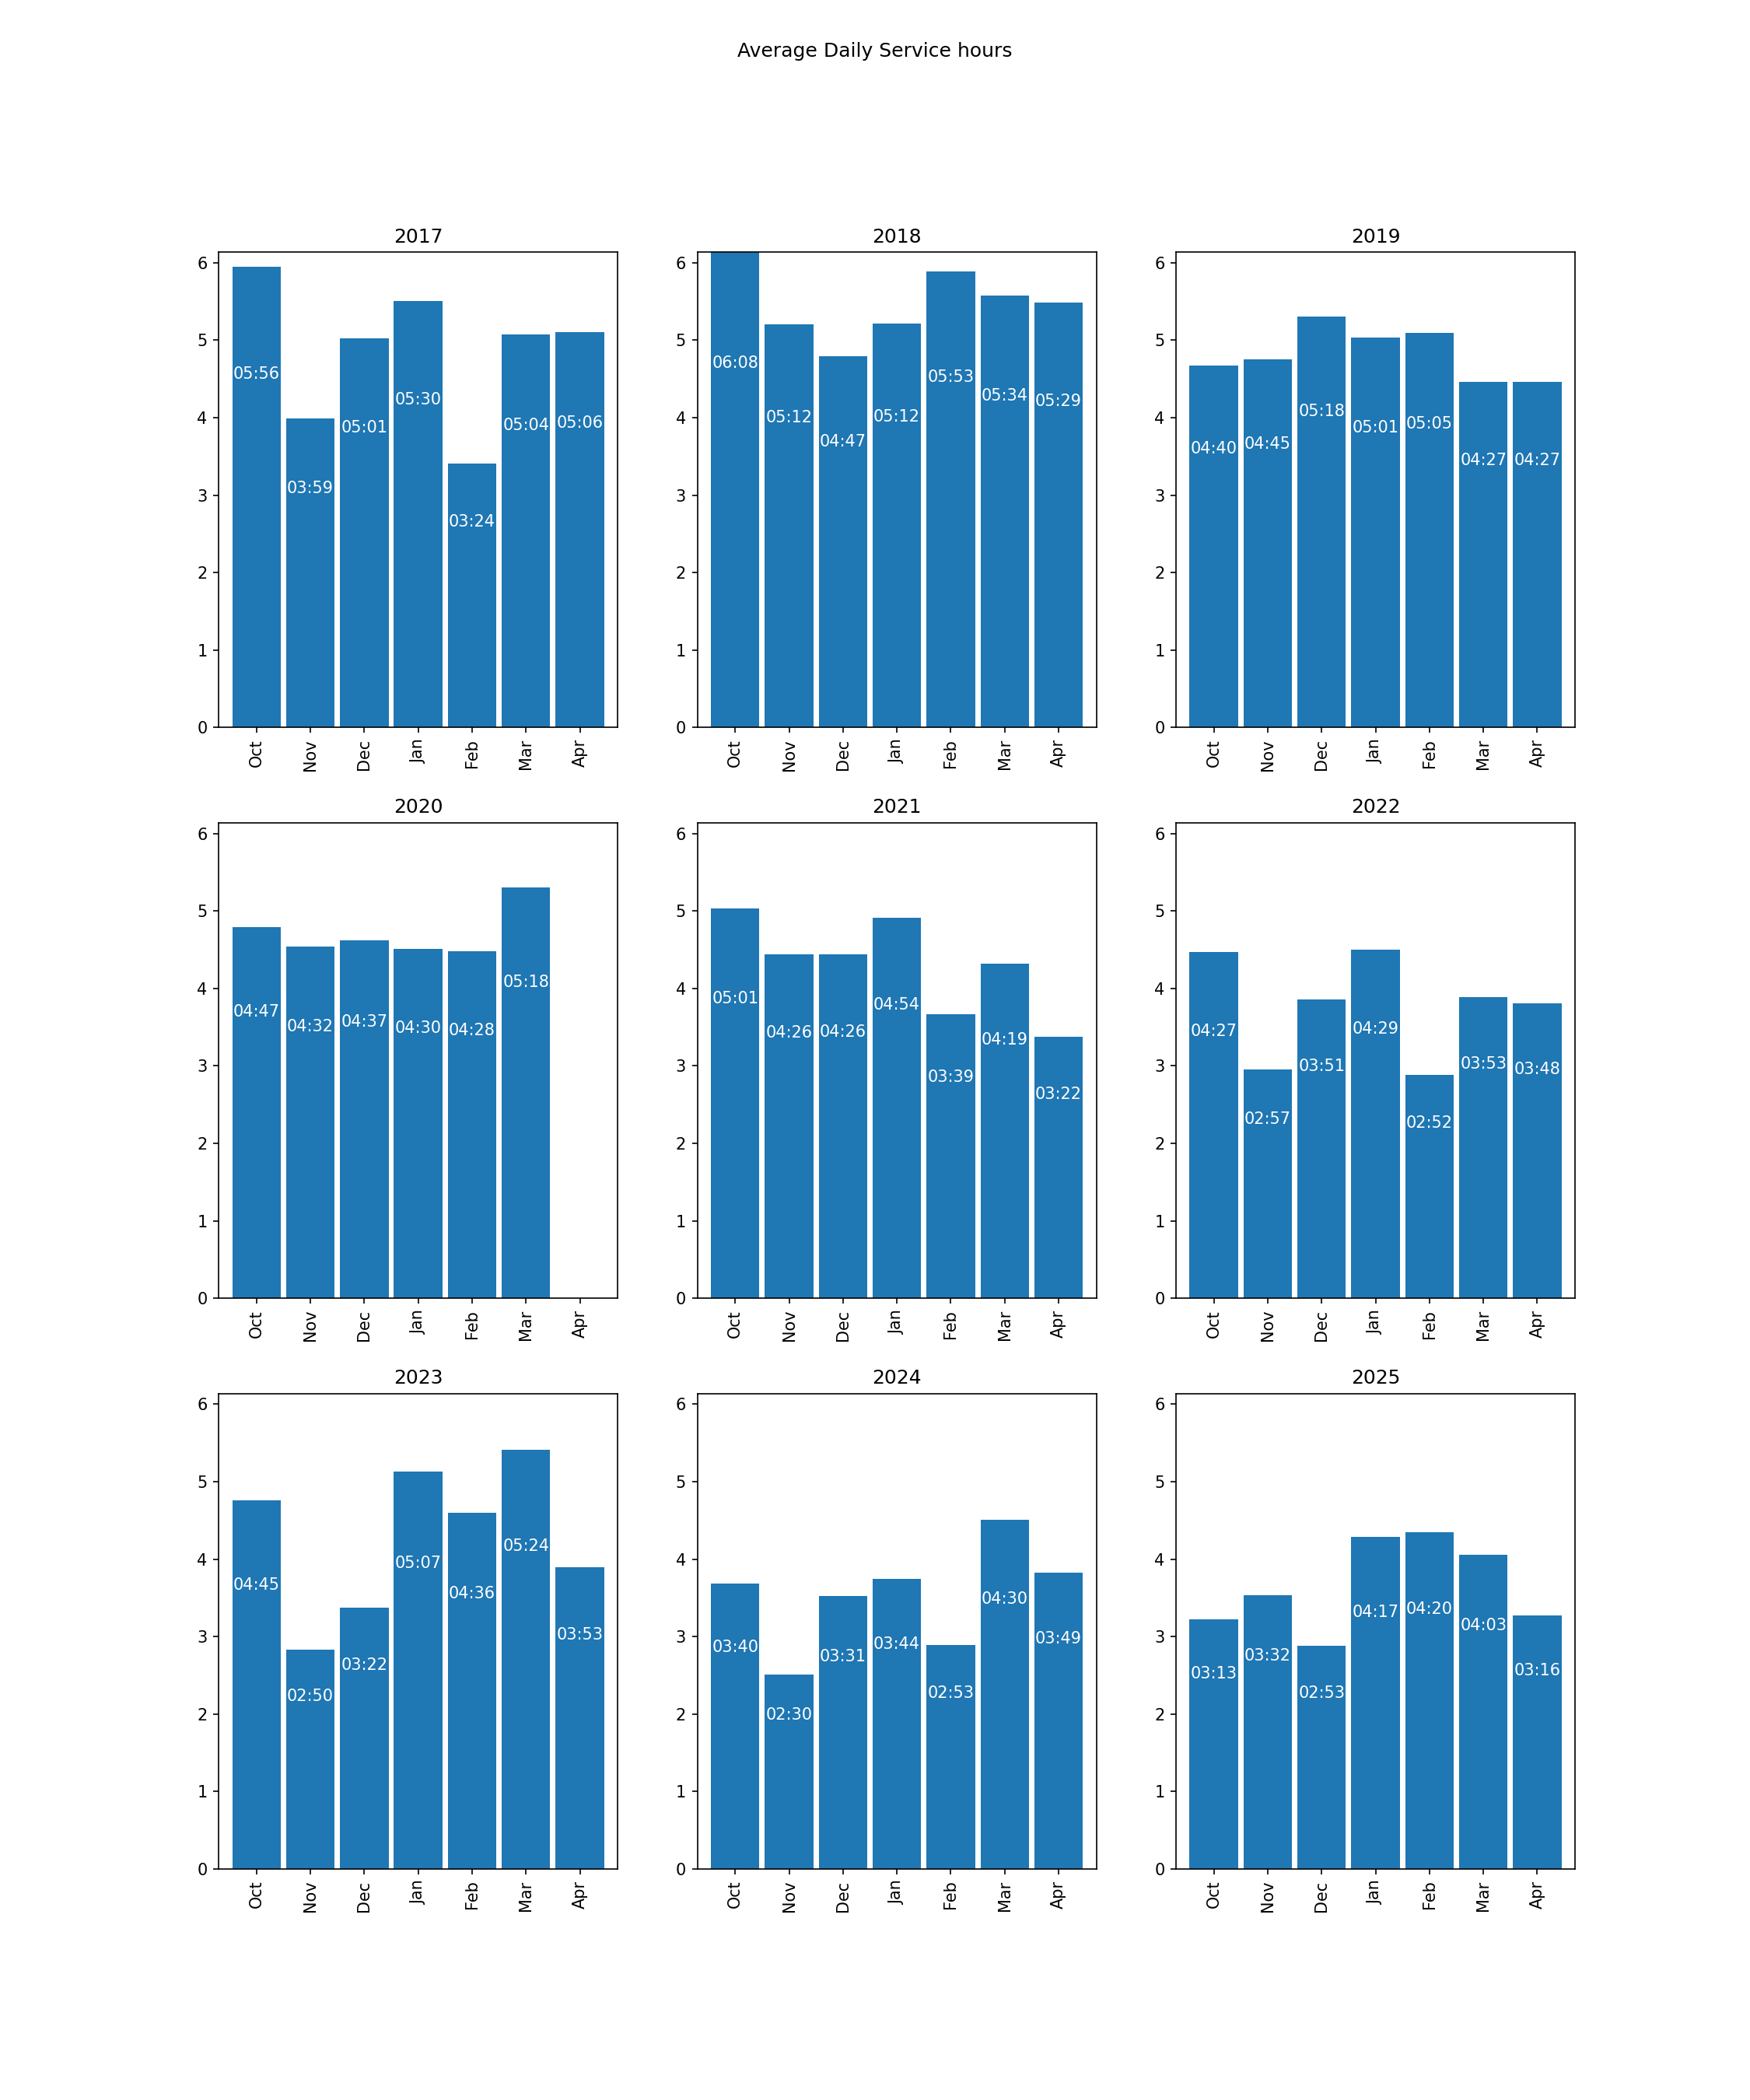 Average Daily Service hours
2017
2018
2019
6
5
4
3
2
1
0
05:56
03:59
05:01
05:30
03:24
05:04
05:06
Oct
Nov
Dec
Jan
Feb
Mar
Apr
6
5
4
3
2
1
0
06:08
05:12
04:47
05:12
05:53
05:34
05:29
Oct
Nov
Dec
Jan
Feb
Mar
Apr
6
5
4
3
2
1
0
04:40
04:45
05:18
05:01
05:05
04:27
04:27
Oct
Nov
Dec
Jan
Feb
Mar
Apr
2020
2021
2022
6
5
4
3
2
1
0
04:47
04:32
04:37
04:30
04:28
05:18
Oct
Nov
Dec
Jan
Feb
Mar
Apr
6
5
4
3
2
1
0
05:01
04:26
04:26
04:54
03:39
04:19
03:22
Oct
Nov
Dec
Jan
Feb
Mar
Apr
6
5
4
3
2
1
0
04:27
02:57
03:51
04:29
02:52
03:53
03:48
Oct
Nov
Dec
Jan
Feb
Mar
Apr
2023
2024
2025
6
5
4
3
2
1
0
04:45
02:50
03:22
05:07
04:36
05:24
03:53
Oct
Nov
Dec
Jan
Feb
Mar
Apr
6
5
4
3
2
1
0
03:40
02:30
03:31
03:44
02:53
04:30
03:49
Oct
Nov
Dec
Jan
Feb
Mar
Apr
6
5
4
3
2
1
0
03:13
03:32
02:53
04:17
04:20
04:03
03:16
Oct
Nov
Dec
Jan
Feb
Mar
Apr